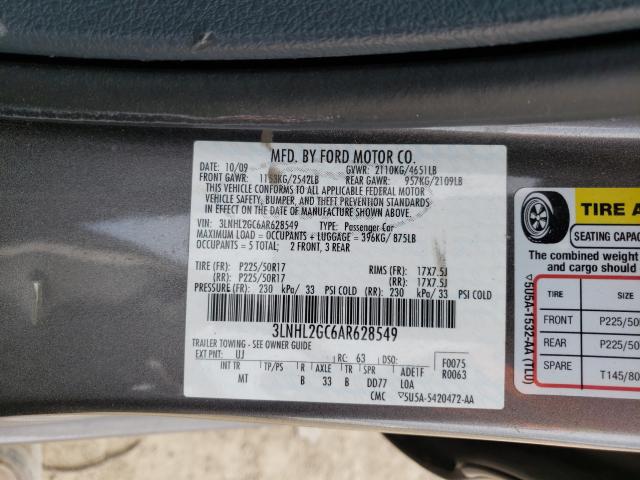 MFD. BY FORD MOTOR CO.
DATE: 10/09 GVWR: 2110KG/4651LB
FRONT GAWR: 1153KG/2542LB REAR GAWR: 957KG/2109LB
THIS VEHICLE CONFORMS TO ALL APPLICABLE FEDERAL MOTOR
VEHICLE SAFETY, BUMPER, AND THEFT PREVENTION STANDARDS
IN EFFECT ON THE DATE OF MANUFACTURE SHOWN ABOVE.
VIN: 3LNHL2GC6AR628549 TYPE: Passenger Car
MAXIMUM LOAD = OCCUPANTS + LUGGAGE = 396KG/ 875LB
OCCUPANTS = 5 TOTAL; 2 FRONT, 3 REAR
TIRE (FR): P225/50R17 RIMS (FR): 17X7.5J
(RR): P225/50R17 (RR): 17X7.5J
PRESSURE (FR): 230 kPa/ 33 PSI COLD (RR): 230 kPa/ 33 PSI COLD
3LNHL2GC6AR628549
TRAILER TOWING - SEE OWNER GUIDE
EXT PNT: UJ RC: 63 DSO: F0075
INT TR TP/PS R AXLE TR SPR ADE1F R0063
MT B 33 B DD77 LOA
CMC 5U5A-5420472-AA
5U5A-1532-AA (TLU)
TIRE A
SEATING CAPAC
The combined weight
and cargo should
TIRE SIZE
FRONT P225/50
REAR P225/50
SPARE T145/80